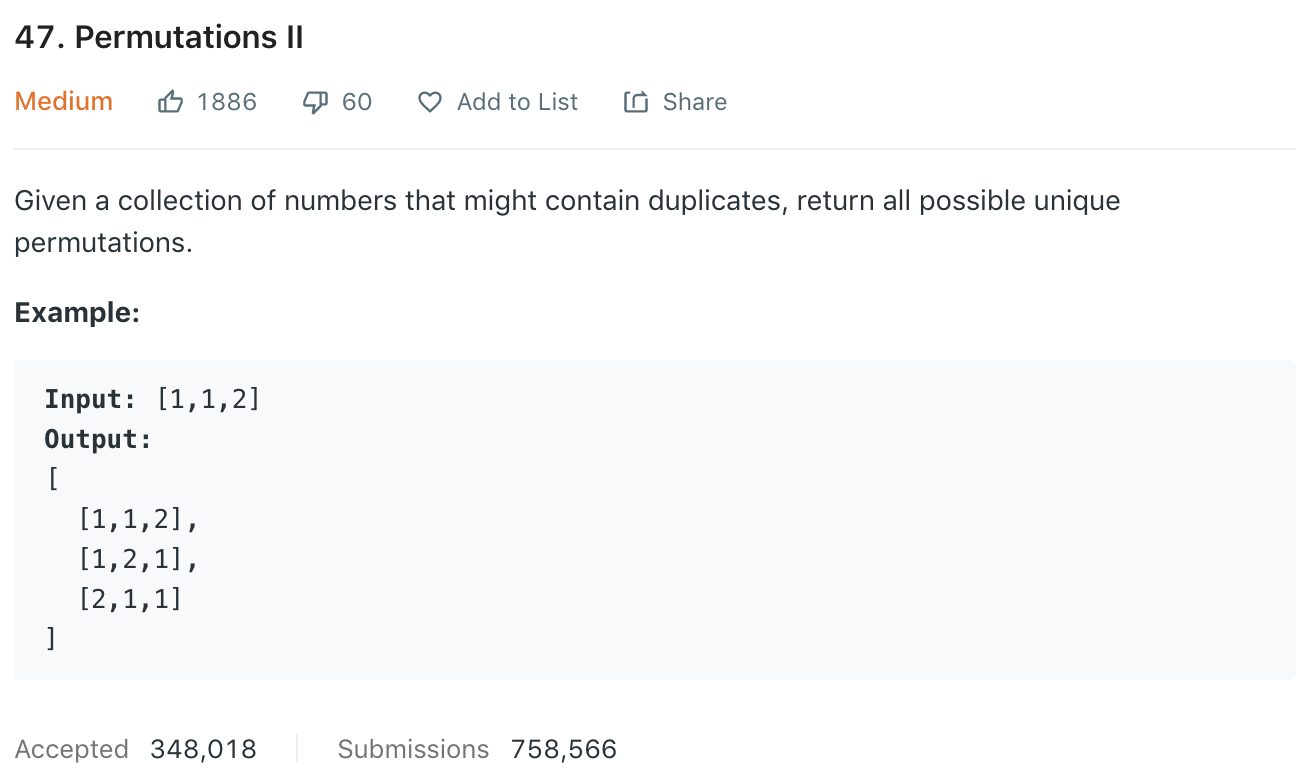 47. Permutations II
Medium 1886 60 Add to List Share
Given a collection of numbers that might contain duplicates, return all possible unique
permutations.
Example:
Input: [1,1,2]
Output:
[
  [1,1,2],
  [1,2,1],
  [2,1,1]
]
Accepted 348,018 Submissions 758,566